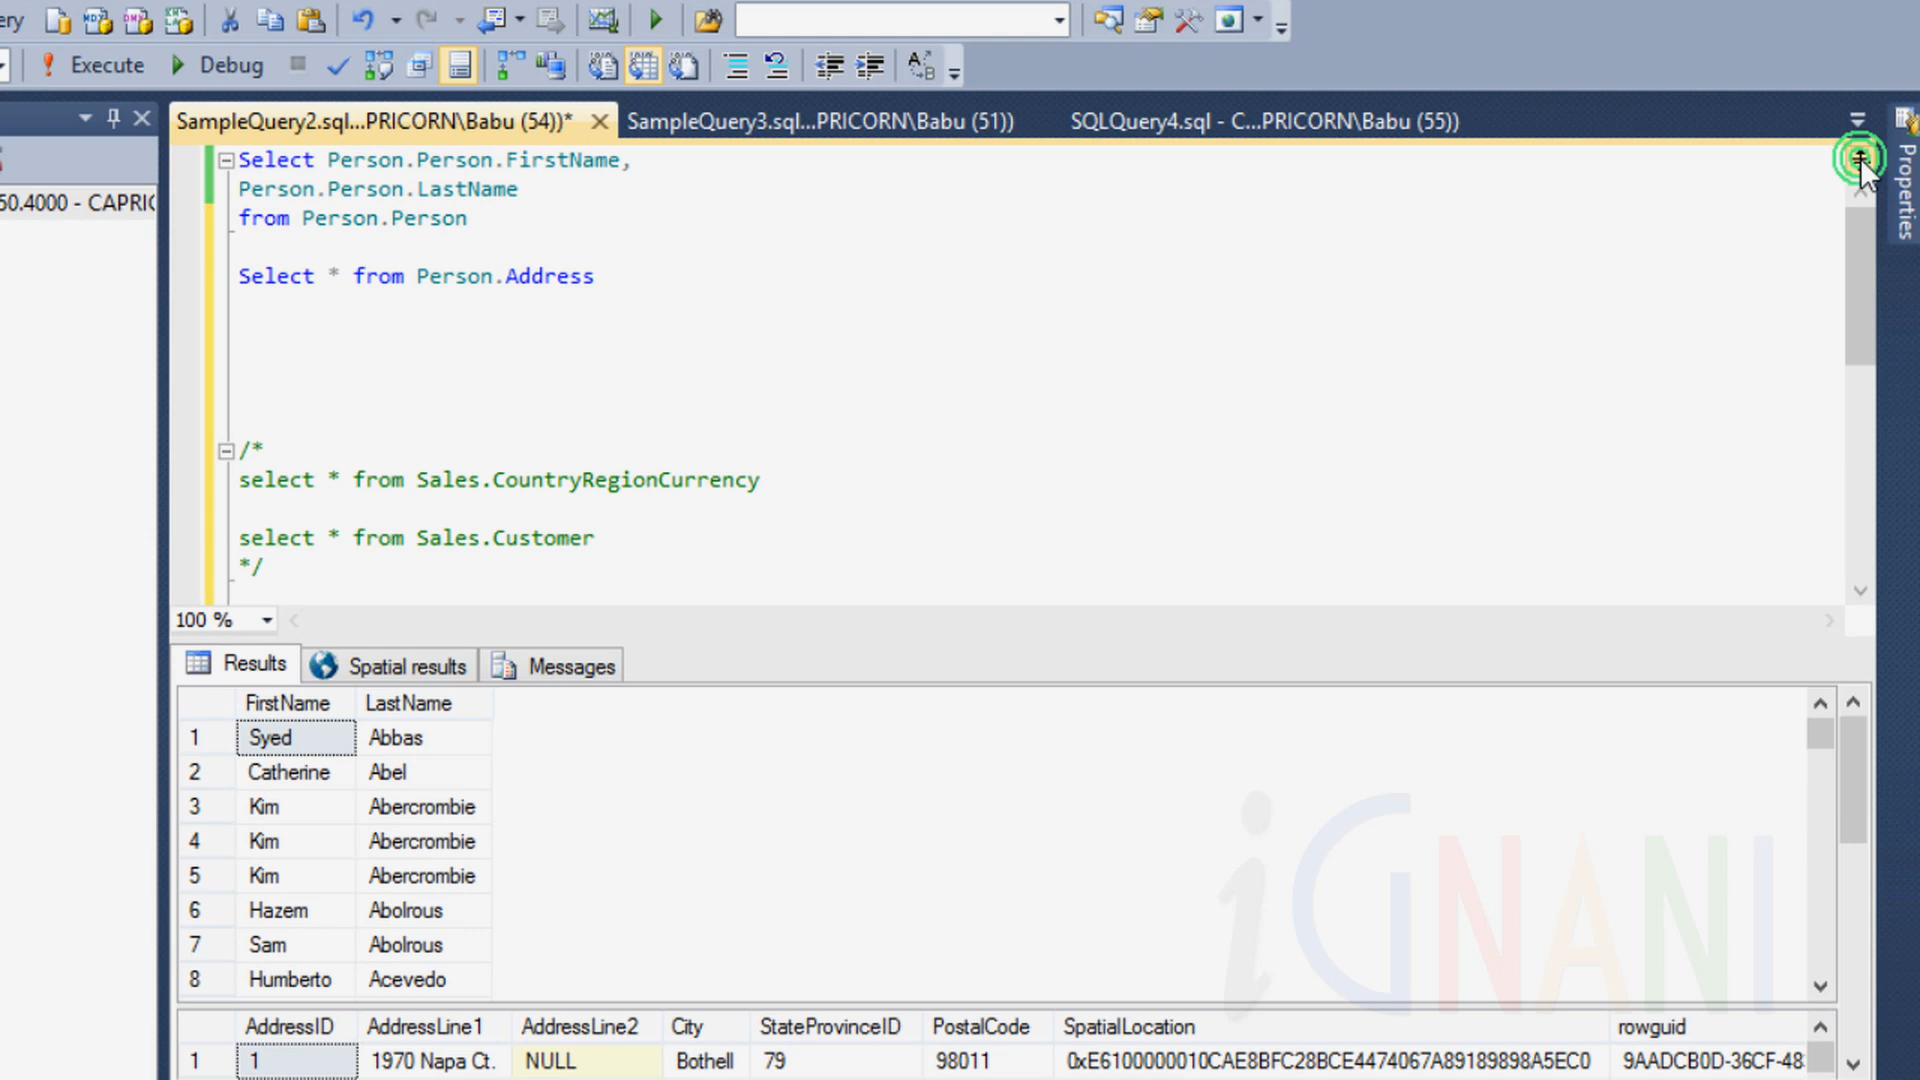 ery
Execute Debug
SampleQuery2.sql...PRICORN\Babu (54))* SampleQuery3.sql...PRICORN\Babu (51)) SQLQuery4.sql - C...PRICORN\Babu (55))
Properties
50.4000 - CAPRIC
Select Person.Person.FirstName,
Person.Person.LastName
from Person.Person
Select * from Person.Address
/*
select * from Sales.CountryRegionCurrency
select * from Sales.Customer
*/
100 %
Results Spatial results Messages
FirstName LastName
1 Syed Abbas
2 Catherine Abel
3 Kim Abercrombie
4 Kim Abercrombie
5 Kim Abercrombie
6 Hazem Abolrous
7 Sam Abolrous
8 Humberto Acevedo
iGNANI
AddressID AddressLine1 AddressLine2 City StateProvinceID PostalCode SpatialLocation rowguid
1 1 1970 Napa Ct. NULL Bothell 79 98011 0xE6100000010CAE8BFC28BCE4474067A89189898A5EC0 9AADCB0D-36CF-48